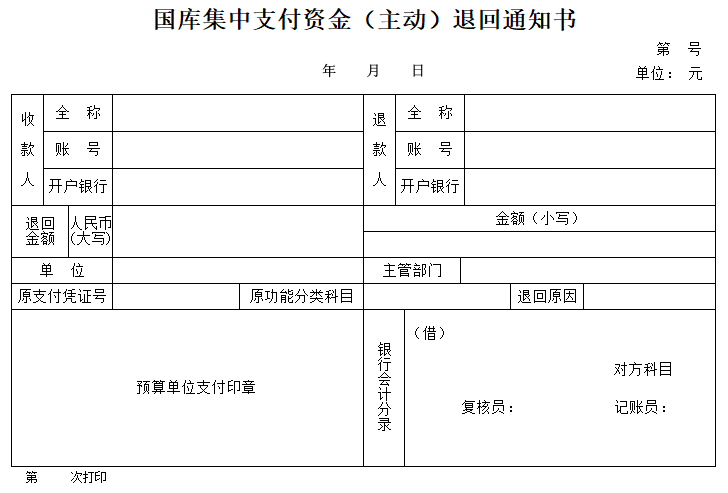 国库集中支付资金（主动）退回通知书
第 号
年 月 日
单位： 元
收款人
全 称
退款人
全 称
账 号
账 号
开户银行
开户银行
退回
金额
人民币
(大写)
金额（小写）
单 位
主管部门
原支付凭证号
原功能分类科目
退回原因
预算单位支付印章
银行会计分录
（借）
对方科目
复核员：
记账员：
第 次打印